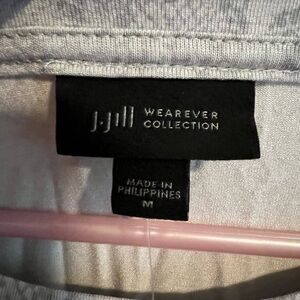 J.Jill WEAREVER
COLLECTION
MADE IN
PHILIPPINES
M